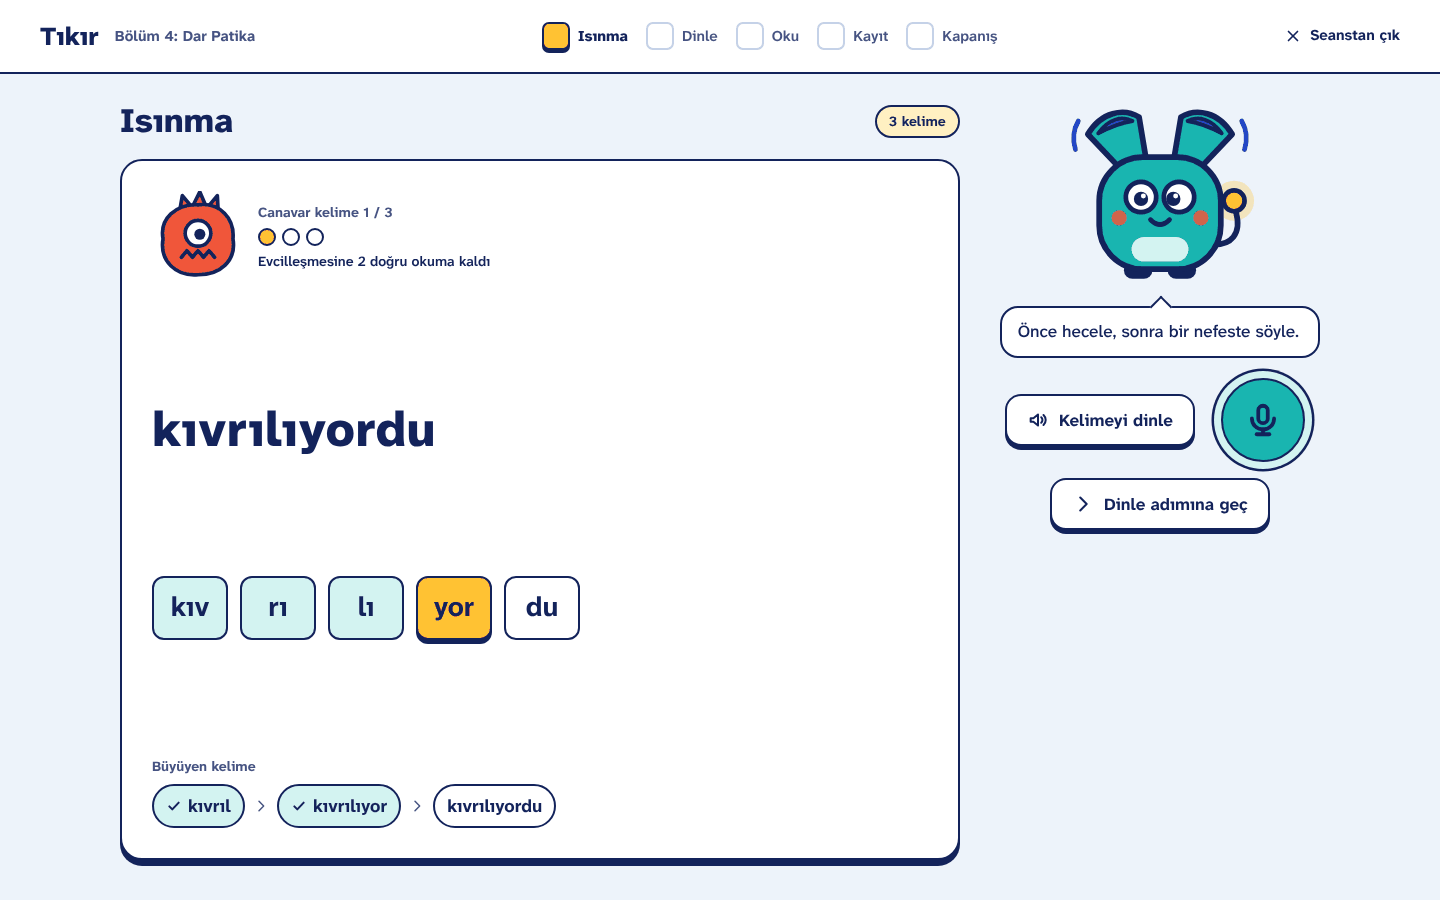 Tıkır
Bölüm 4: Dar Patika
Isınma
Dinle
Oku
Kayıt
Kapanış
Seanstan çık
Isınma
3 kelime
Canavar kelime 1 / 3
Evcilleşmesine 2 doğru okuma kaldı
kıvrılıyordu
kıv
rı
lı
yor
du
Büyüyen kelime
kıvrıl
kıvrılıyor
kıvrılıyordu
Önce hecele, sonra bir nefeste söyle.
Kelimeyi dinle
Dinle adımına geç